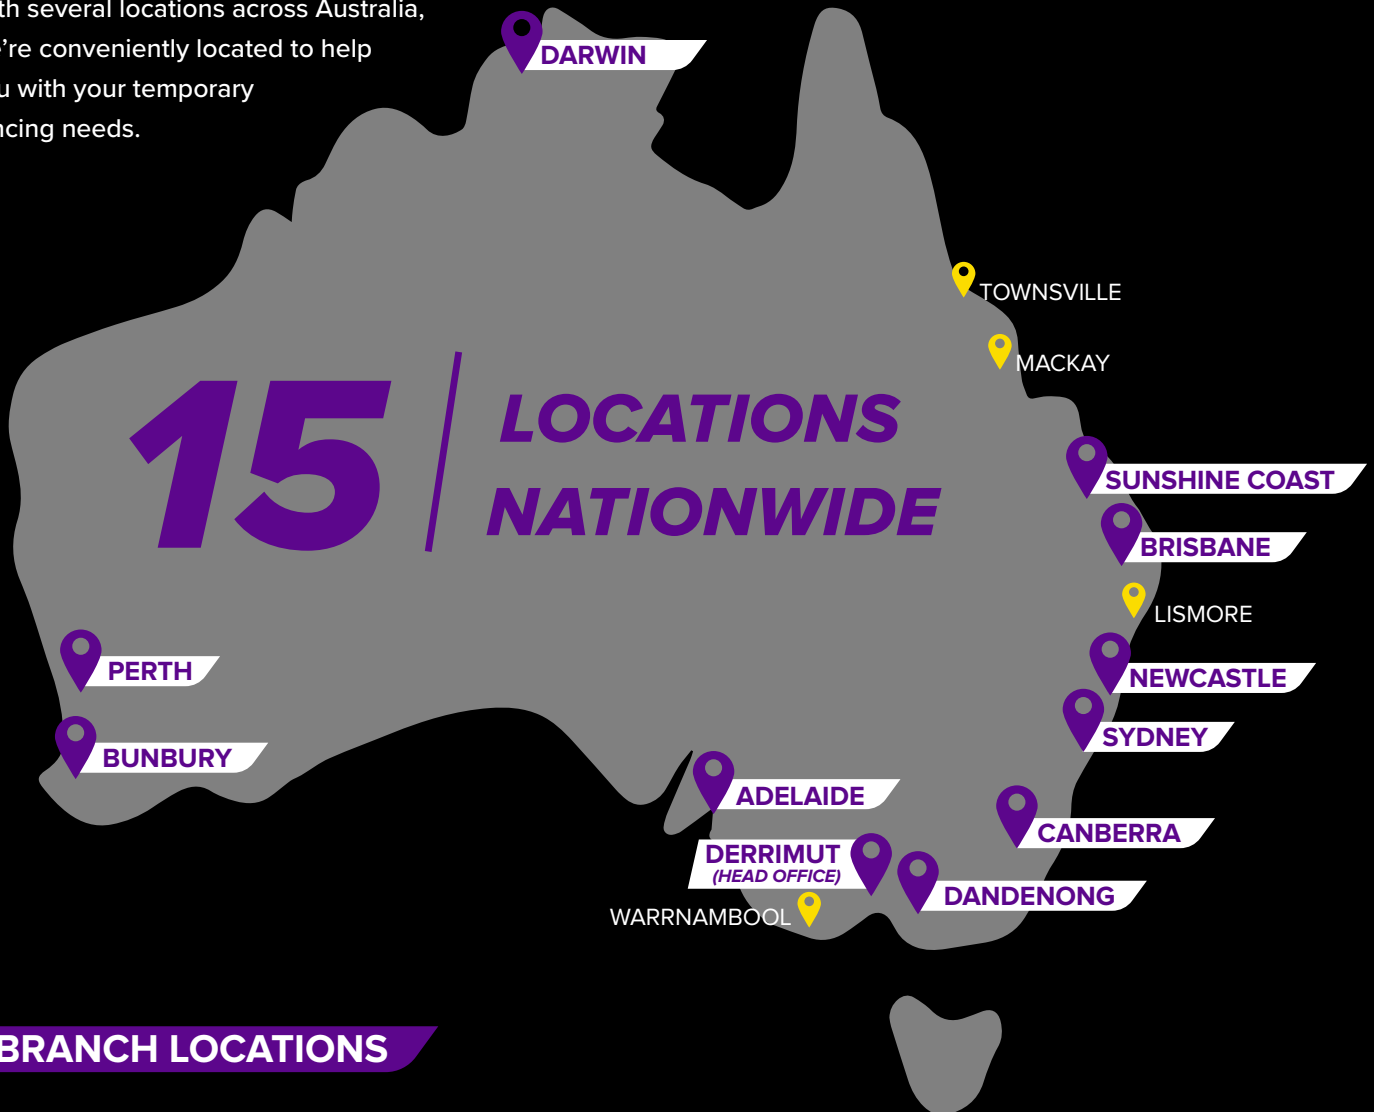 th several locations across Australia,
e're conveniently located to help
u with your temporary
ncing needs.
DARWIN
TOWNSVILLE
MACKAY
15
LOCATIONS
NATIONWIDE
SUNSHINE COAST
BRISBANE
LISMORE
PERTH
NEWCASTLE
SYDNEY
BUNBURY
ADELAIDE
CANBERRA
DERRIMUT
(HEAD OFFICE)
DANDENONG
WARRNAMBOOL
BRANCH LOCATIONS